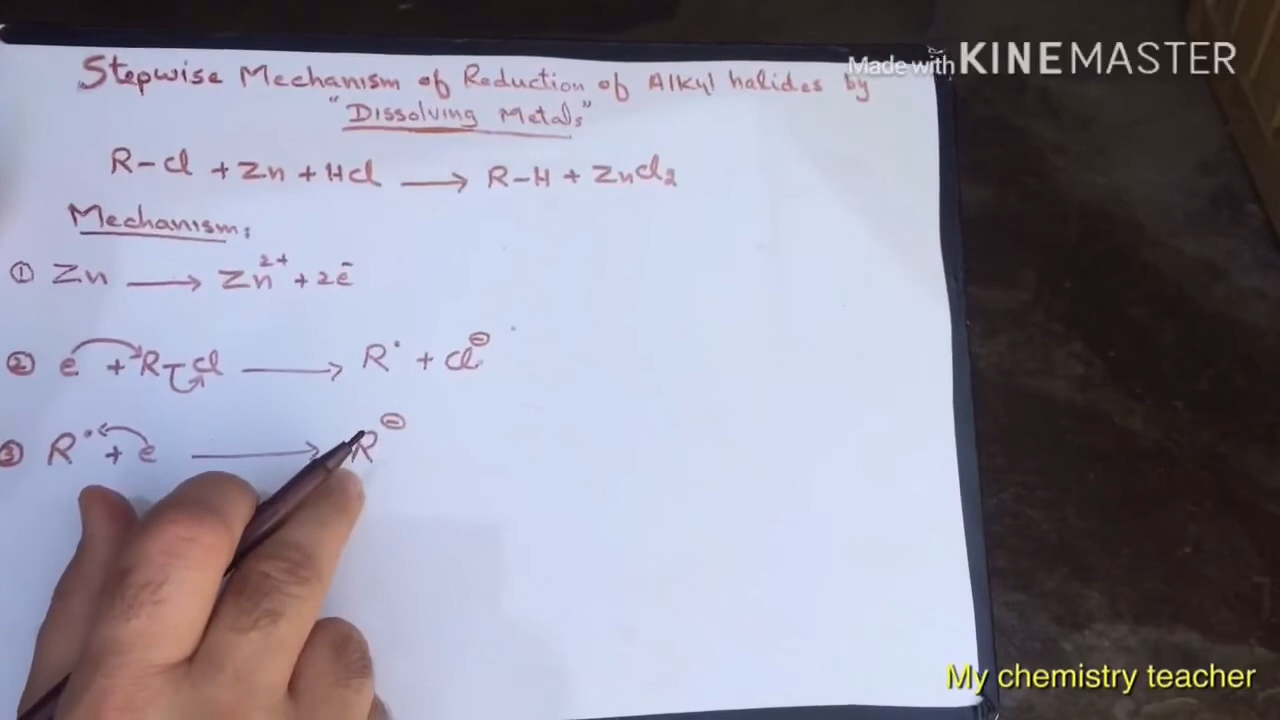 Made with KINEMASTER
Stepwise Mechanism of Reduction of Alkyl halides by
"Dissolving Metals"
R-Cl + Zn + HCl ⟶ R-H + ZnCl₂
Mechanism:
① Zn ⟶ Zn²⁺ + 2e⁻
② e + R-Cl ⟶ R• + Cl⊖
③ R• + e ⟶ R⊖
My chemistry teacher